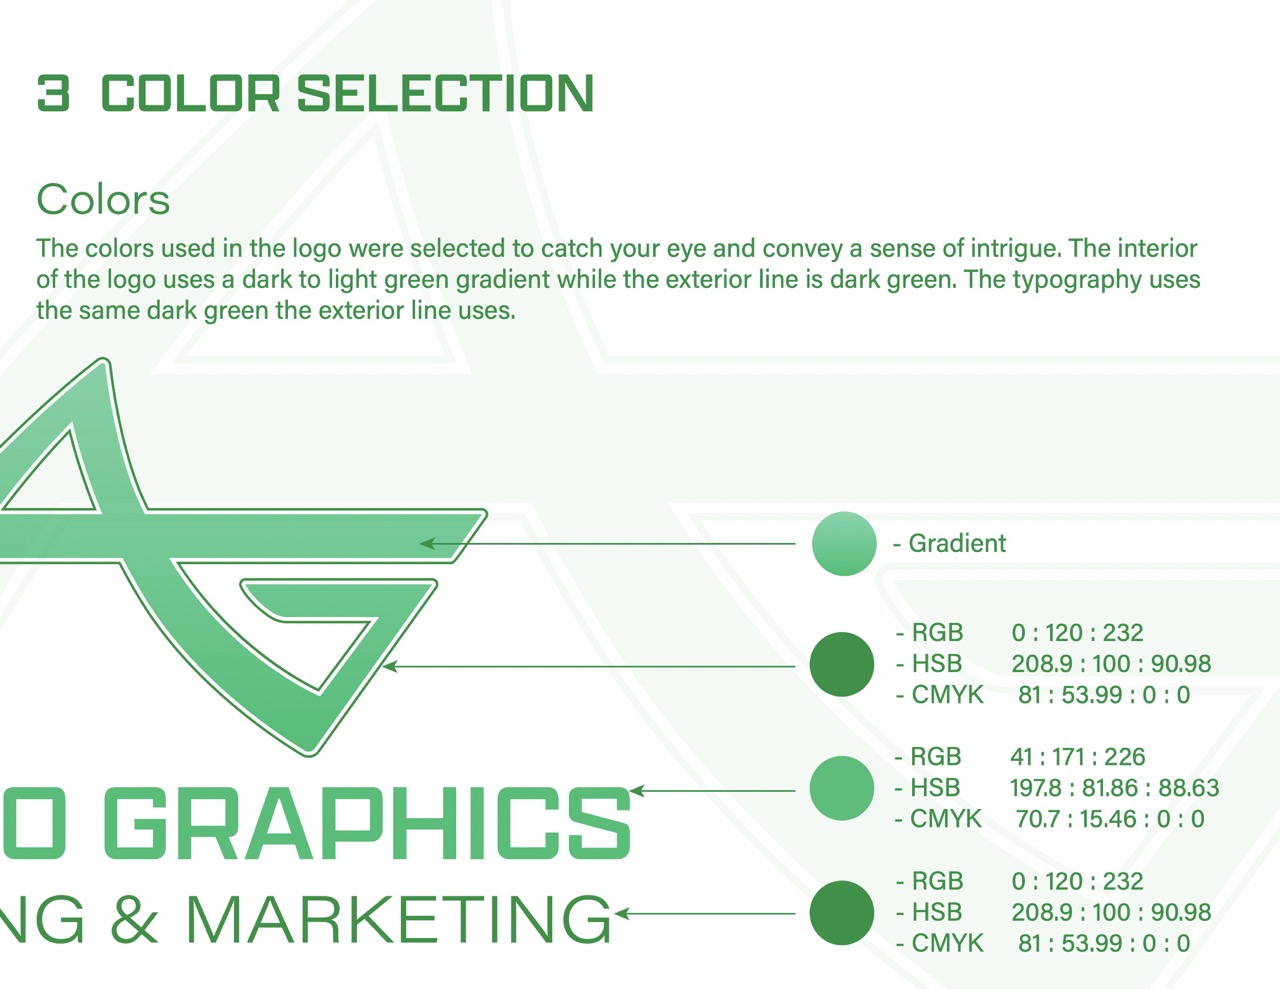 3 COLOR SELECTION
Colors
The colors used in the logo were selected to catch your eye and convey a sense of intrigue. The interior
of the logo uses a dark to light green gradient while the exterior line is dark green. The typography uses
the same dark green the exterior line uses.
AG
- Gradient
- RGB 0 : 120 : 232
- HSB 208.9 : 100 : 90.98
- CMYK 81 : 53.99 : 0 : 0
- RGB 41 : 171 : 226
- HSB 197.8 : 81.86 : 88.63
- CMYK 70.7 : 15.46 : 0 : 0
O GRAPHICS
NG & MARKETING
- RGB 0 : 120 : 232
- HSB 208.9 : 100 : 90.98
- CMYK 81 : 53.99 : 0 : 0